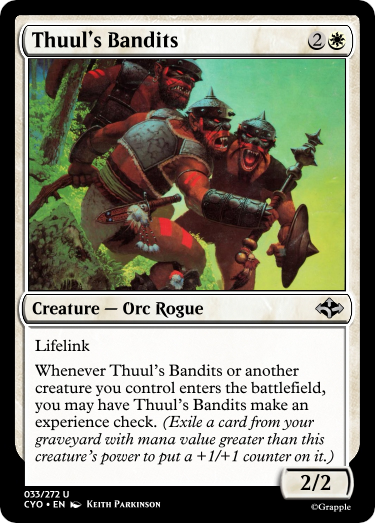 Thuul's Bandits 2
Creature — Orc Rogue
Lifelink
Whenever Thuul's Bandits or another
creature you control enters the battlefield,
you may have Thuul's Bandits make an
experience check. (Exile a card from your
graveyard with mana value greater than this
creature's power to put a +1/+1 counter on it.)
2/2
033/272 U
CYO • EN Keith Parkinson
©Grapple